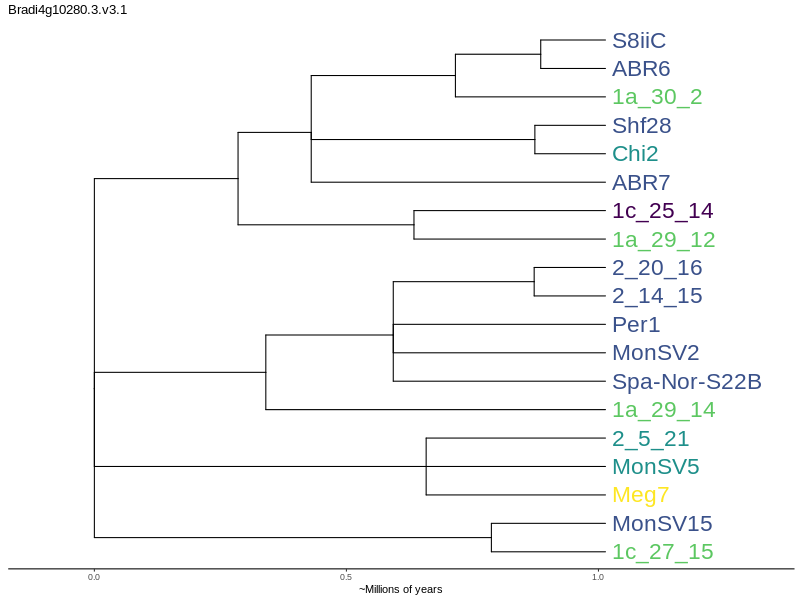 Bradi4g10280.3.v3.1
S8iiC
ABR6
1a_30_2
Shf28
Chi2
ABR7
1c_25_14
1a_29_12
2_20_16
2_14_15
Per1
MonSV2
Spa-Nor-S22B
1a_29_14
2_5_21
MonSV5
Meg7
MonSV15
1c_27_15
0.0 0.5 1.0
~Millions of years